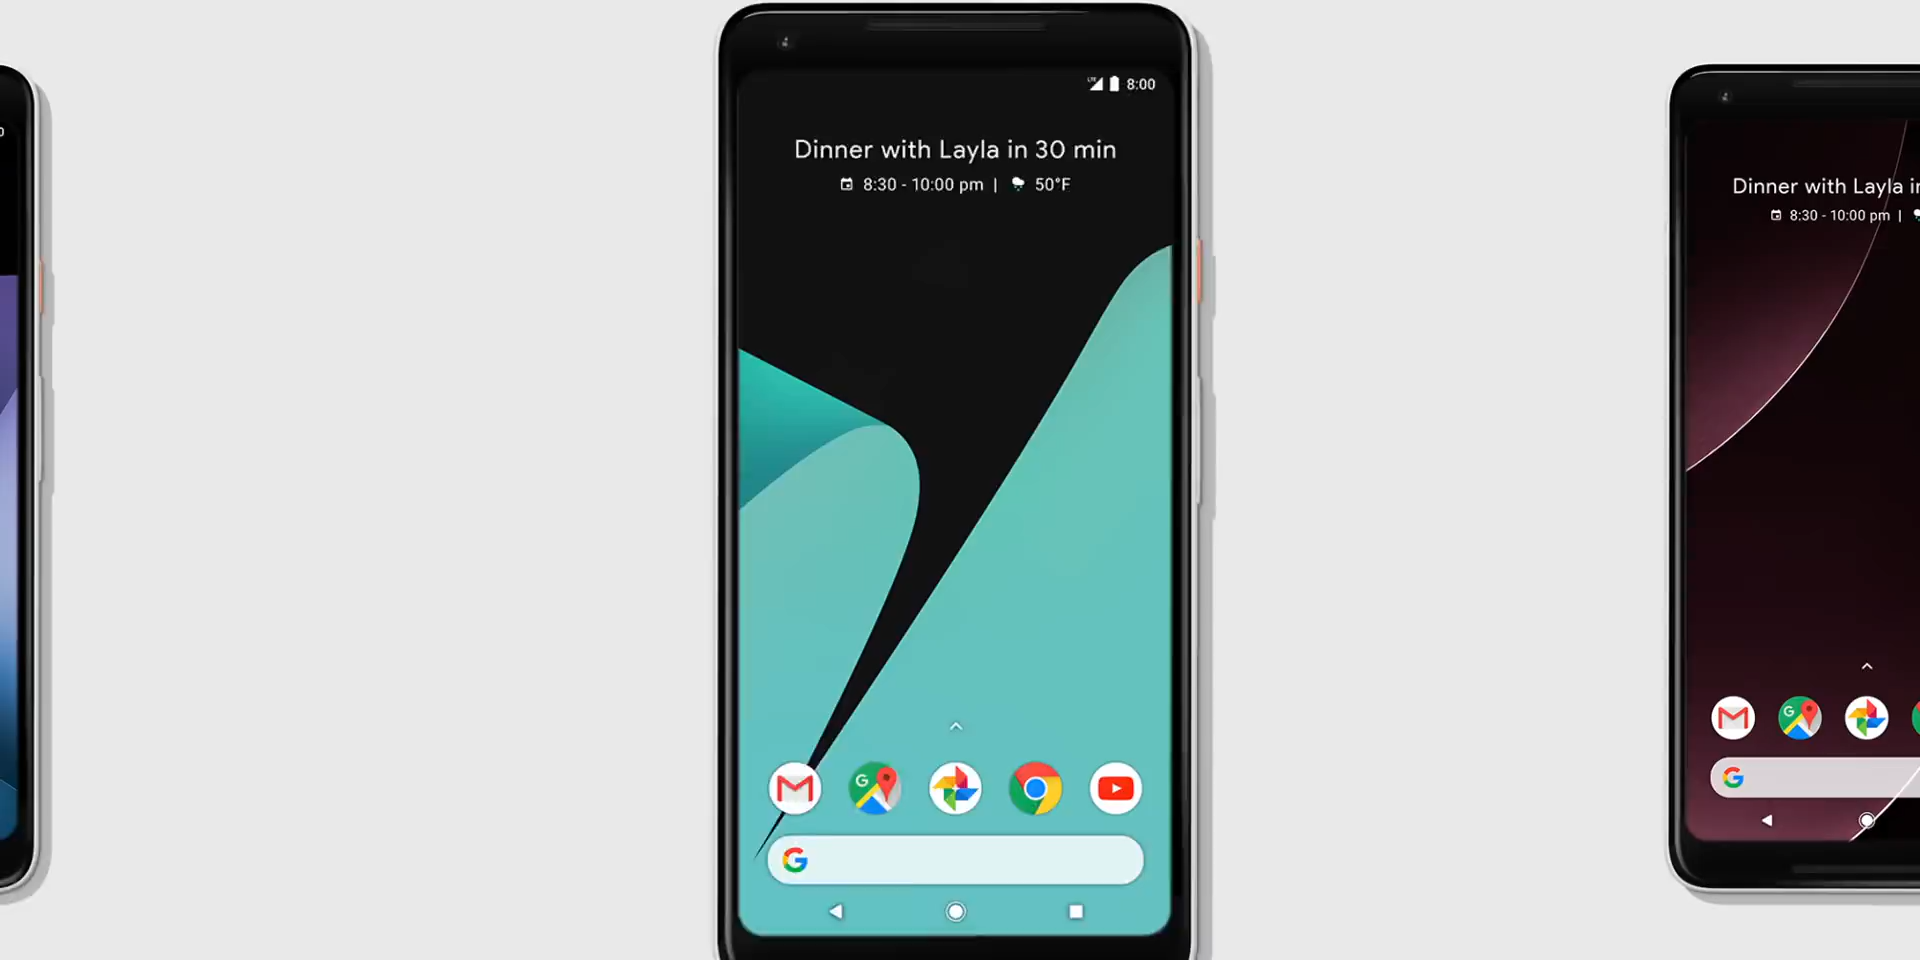 8:00
Dinner with Layla in 30 min
8:30 - 10:00 pm | 50°F
Dinner with Layla
8:30 - 10:00 pm |